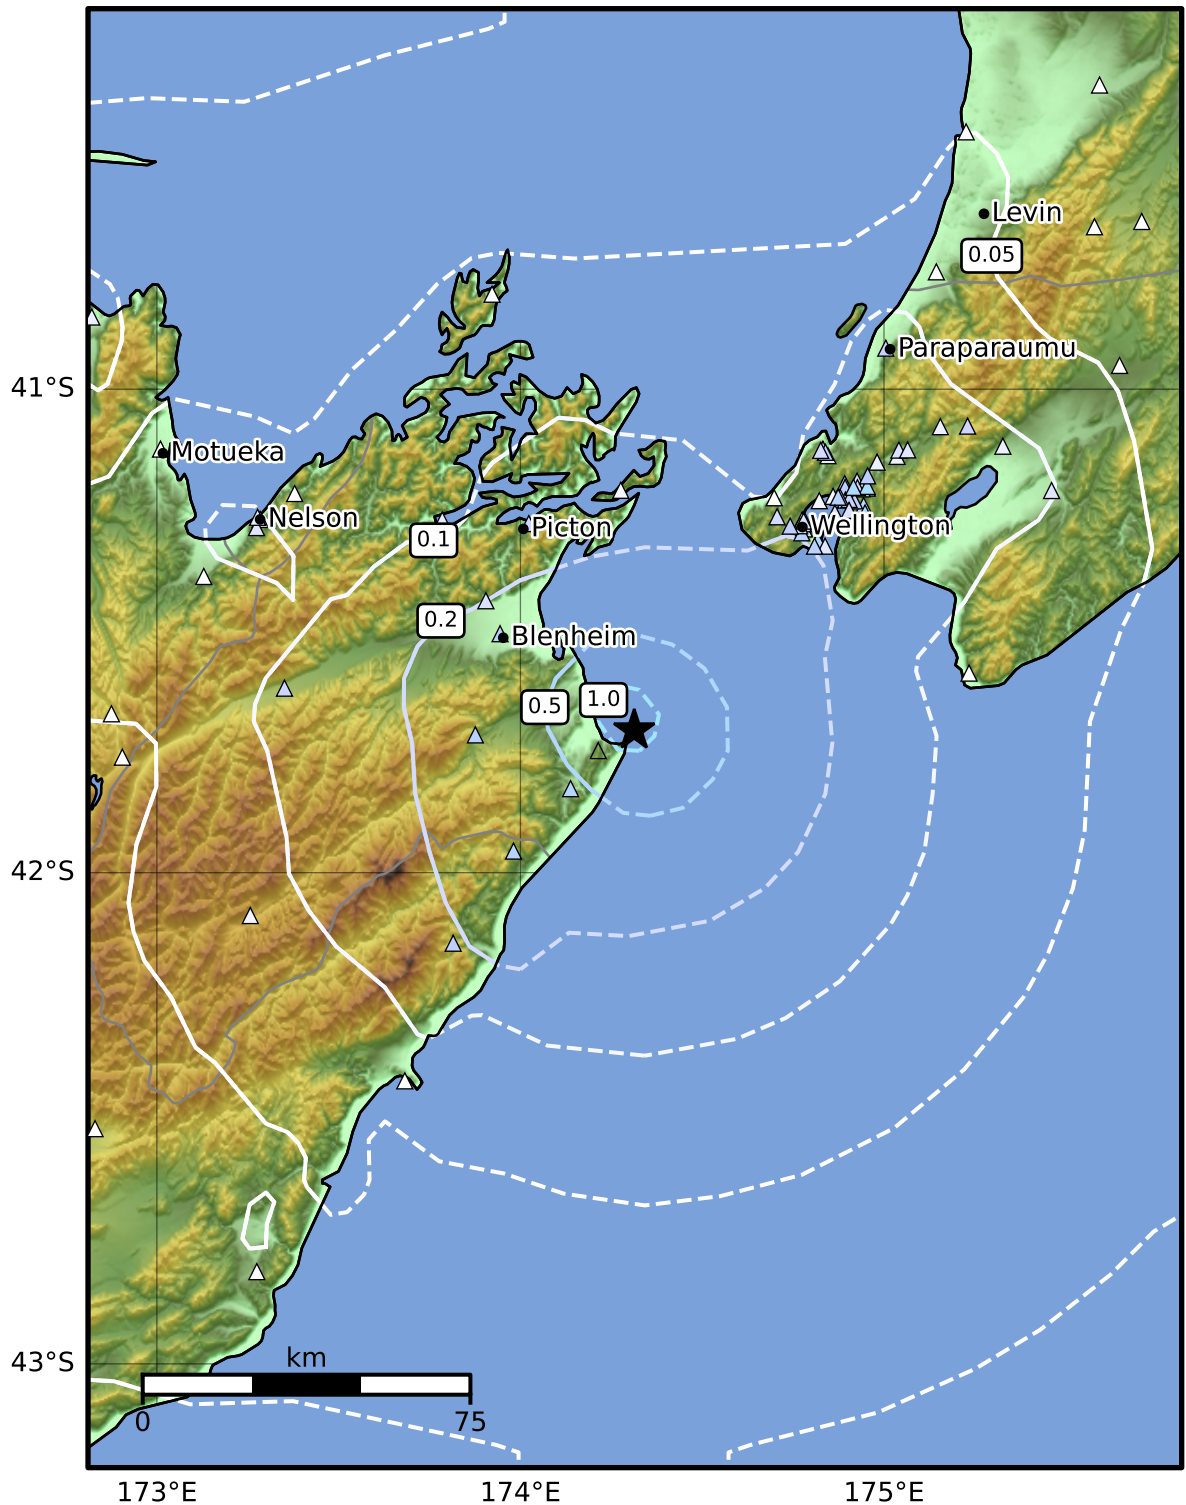 Levin
0.05
Paraparaumu
41°S
Motueka
Nelson
Wellington
Picton
0.1
0.2
Blenheim
0.5
1.0
42°S
43°S
km
0
75
173°E
174°E
175°E